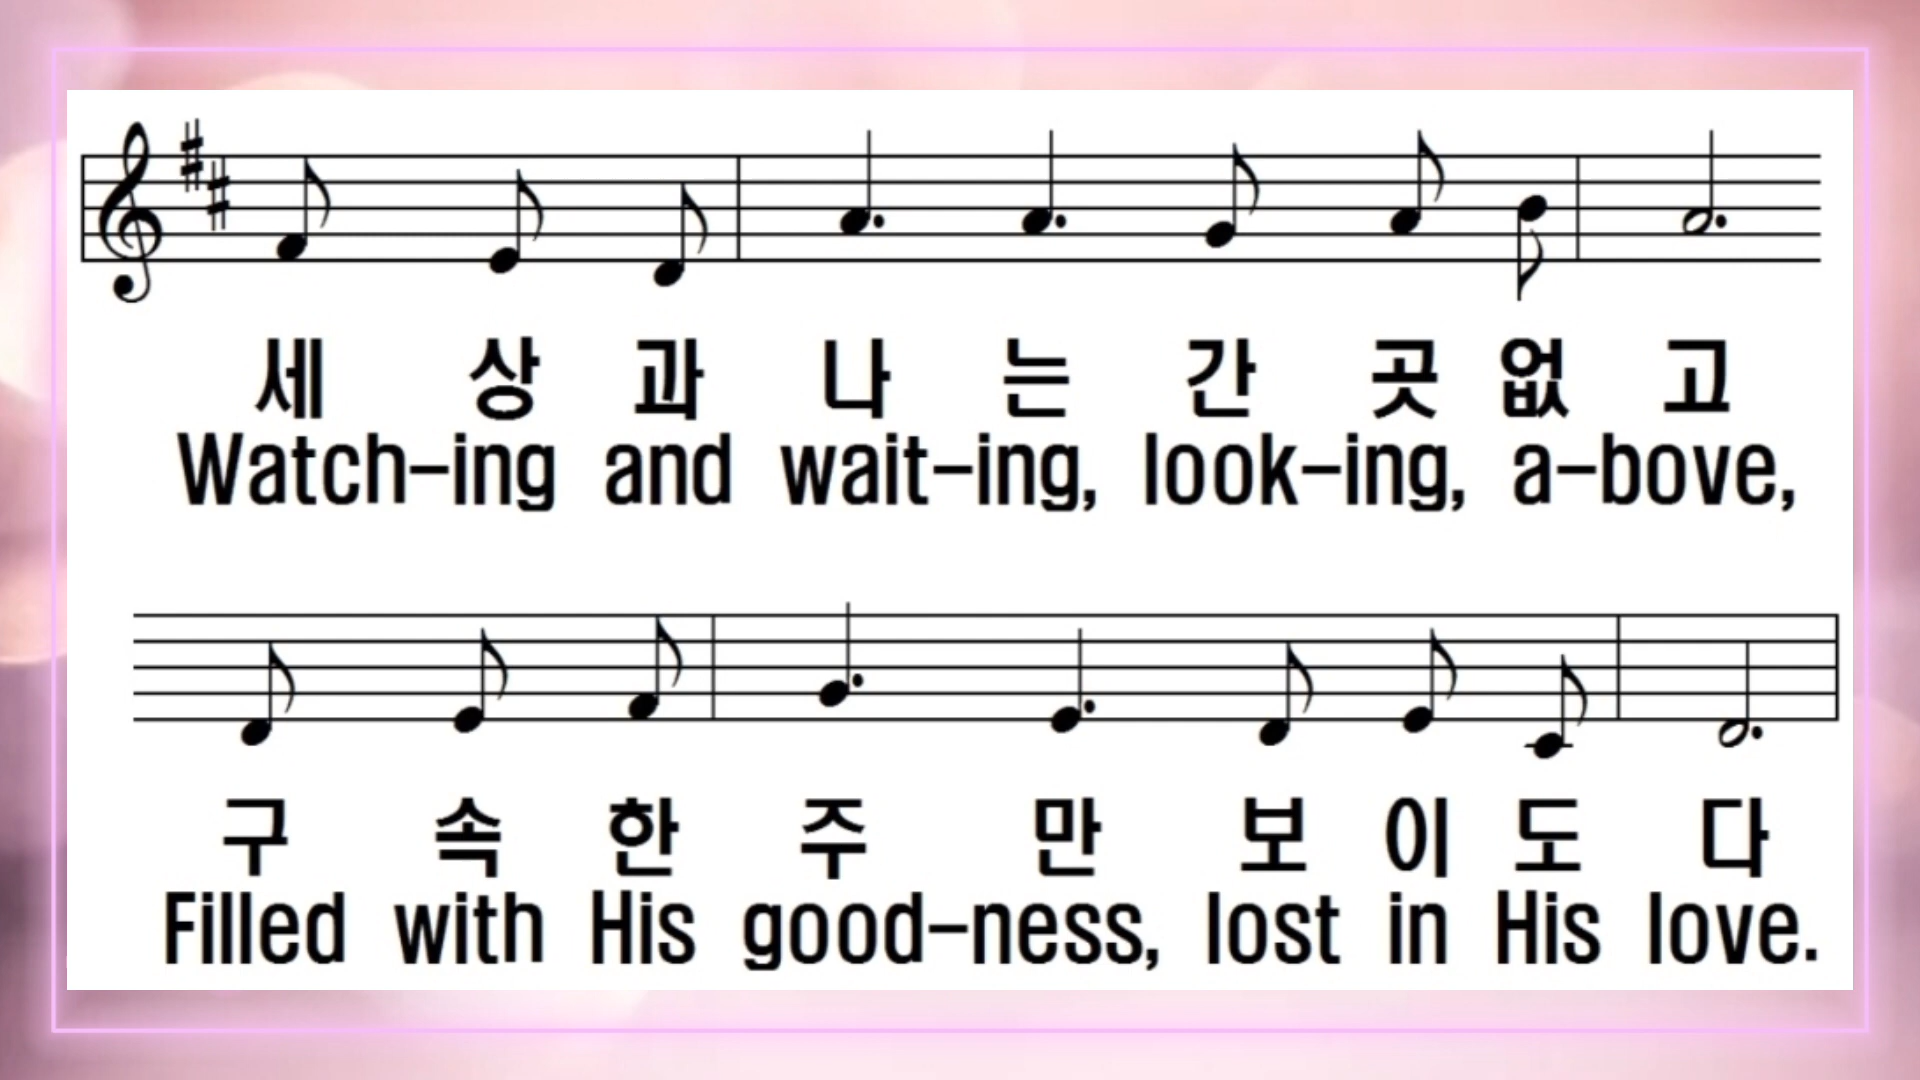 세 상 과 나 는 간 곳 없 고
Watch-ing and wait-ing, look-ing, a-bove,
구 속 한 주 만 보 이 도 다
Filled with His good-ness, lost in His love.